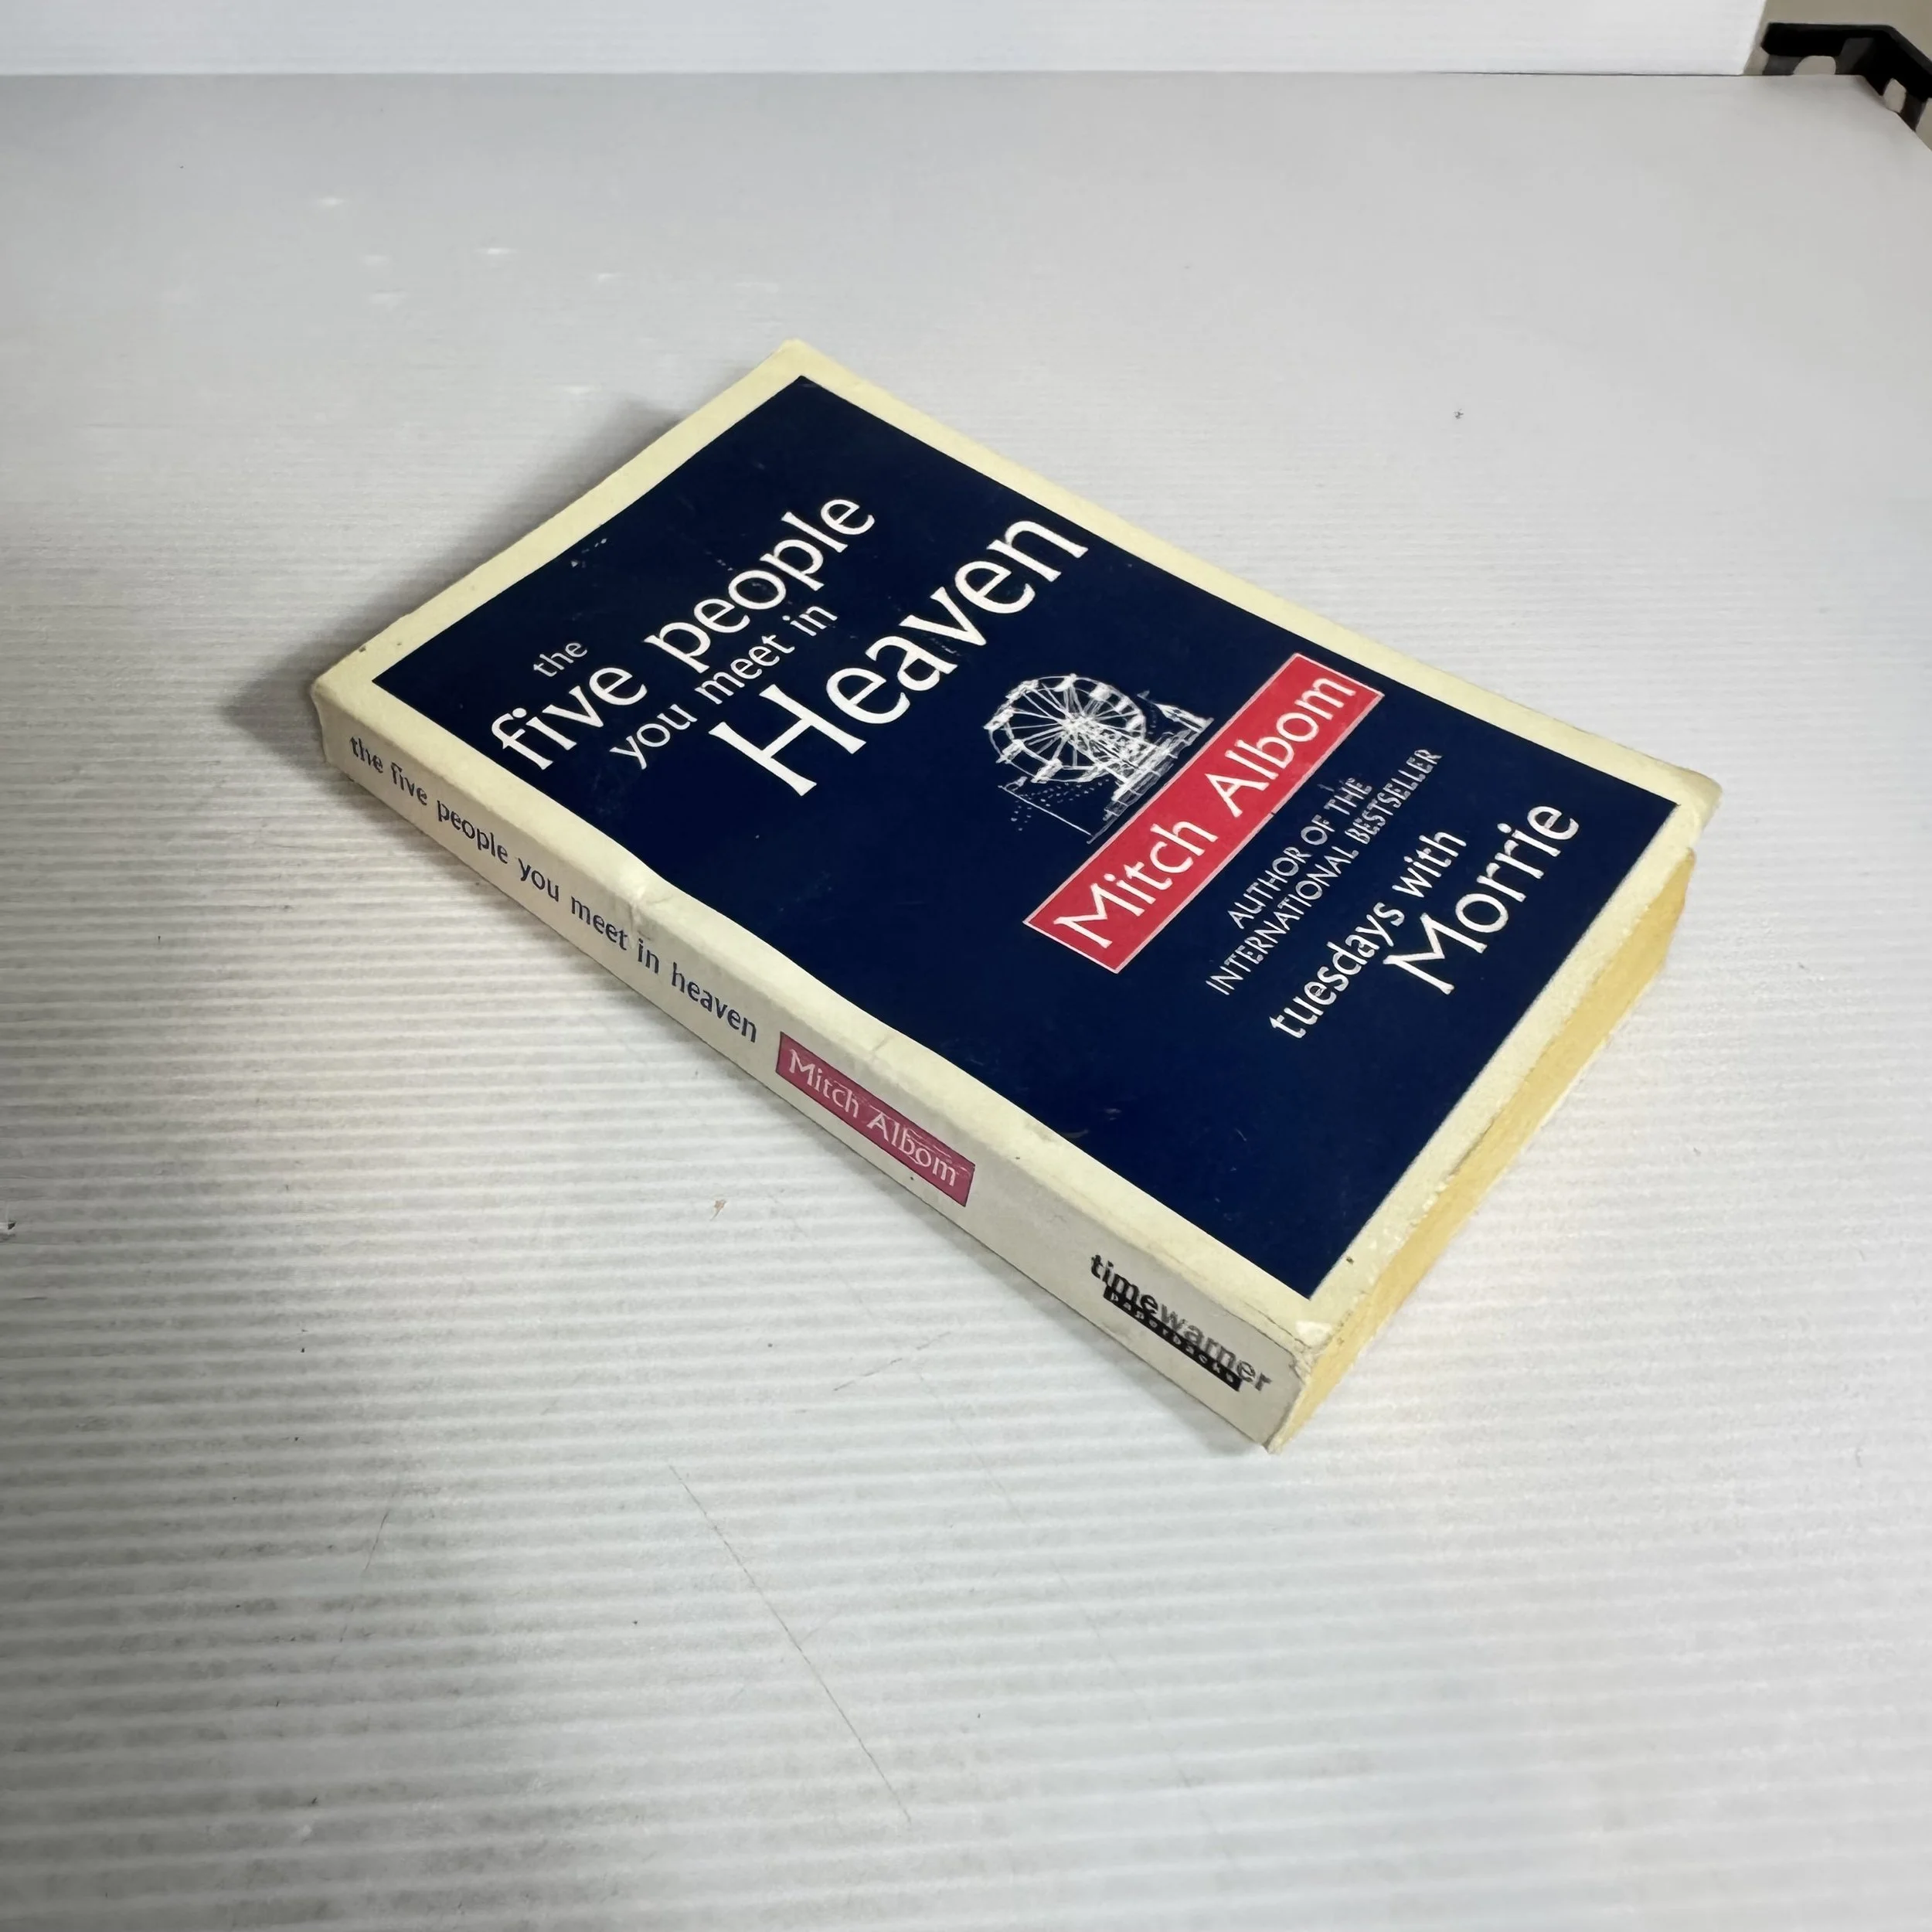 the
five people
you meet in
Heaven
Mitch Albom
AUTHOR OF THE
INTERNATIONAL BESTSELLER
tuesdays with
Morrie
the five people you meet in heaven
Mitch Albom
timewarner
paperbacks